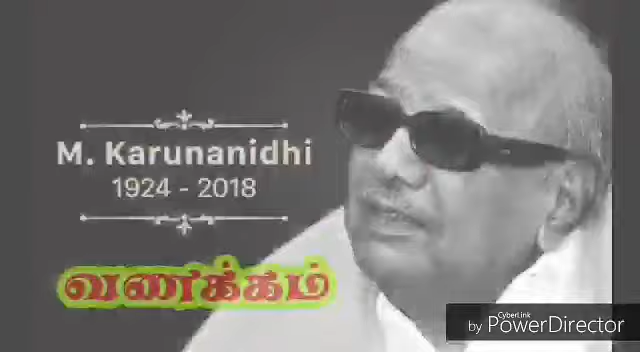 M. Karunanidhi
1924 - 2018
வணக்கம்
CyberLink
by PowerDirector